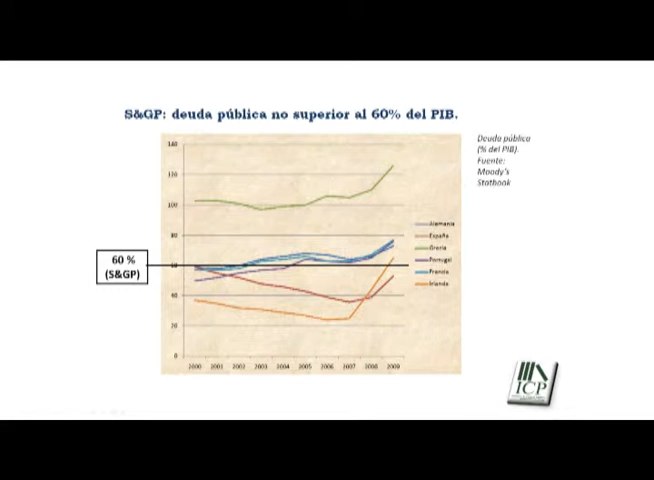 S&GP: deuda pública no superior al 60% del PIB.
Deuda pública
(% del PIB).
Fuente:
Moody's
Statbook
140
120
100
80
60
40
20
0
60 %
(S&GP)
Alemania
España
Grecia
Portugal
Francia
Irlanda
2000 2001 2002 2003 2004 2005 2006 2007 2008 2009
ICP